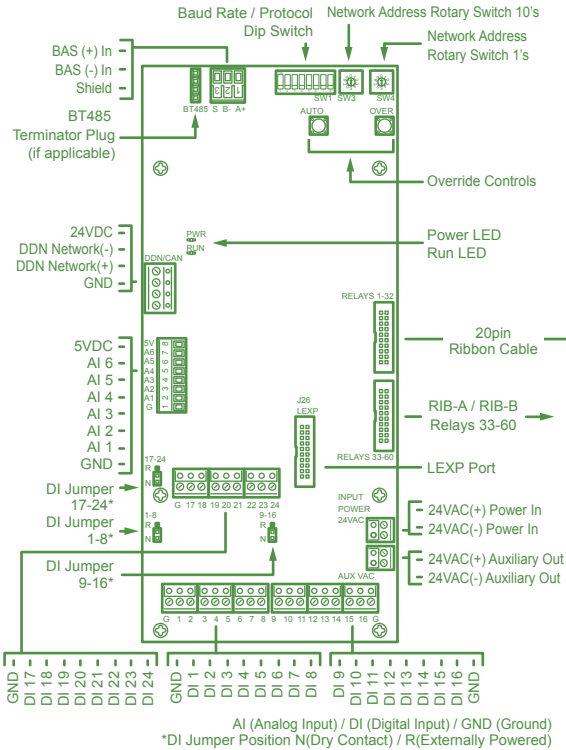 Baud Rate / Protocol
Dip Switch
Network Address Rotary Switch 10's
Network Address
Rotary Switch 1's
BAS (+) In
BAS (-) In
Shield
BT485
Terminator Plug
(if applicable)
BT485
3 2 1
S B- A+
SW1
SW3
SW4
AUTO
OVER
Override Controls
24VDC
DDN Network(-)
DDN Network(+)
GND
PWR
RUN
DDN/CAN
Power LED
Run LED
RELAYS 1-32
20pin
Ribbon Cable
5VDC
AI 6
AI 5
AI 4
AI 3
AI 2
AI 1
GND
5V
A6
A5
A4
A3
A2
A1
G
1 2 3 4 5 6 7 8
J26
LEXP
RIB-A / RIB-B
Relays 33-60
RELAYS 33-60
LEXP Port
17-24
R
N
DI Jumper
17-24*
G 17 18 19 20 21 22 23 24
INPUT
POWER
24VAC
24VAC(+) Power In
24VAC(-) Power In
1-8
R
N
DI Jumper
1-8*
9-16
R
N
DI Jumper
9-16*
24VAC(+) Auxiliary Out
24VAC(-) Auxiliary Out
AUX VAC
G 1 2 3 4 5 6 7 8 9 10 11 12 13 14 15 16 G
GND
DI 17
DI 18
DI 19
DI 20
DI 21
DI 22
DI 23
DI 24
GND
DI 1
DI 2
DI 3
DI 4
DI 5
DI 6
DI 7
DI 8
DI 9
DI 10
DI 11
DI 12
DI 13
DI 14
DI 15
DI 16
GND
AI (Analog Input) / DI (Digital Input) / GND (Ground)
*DI Jumper Position N(Dry Contact) / R(Externally Powered)